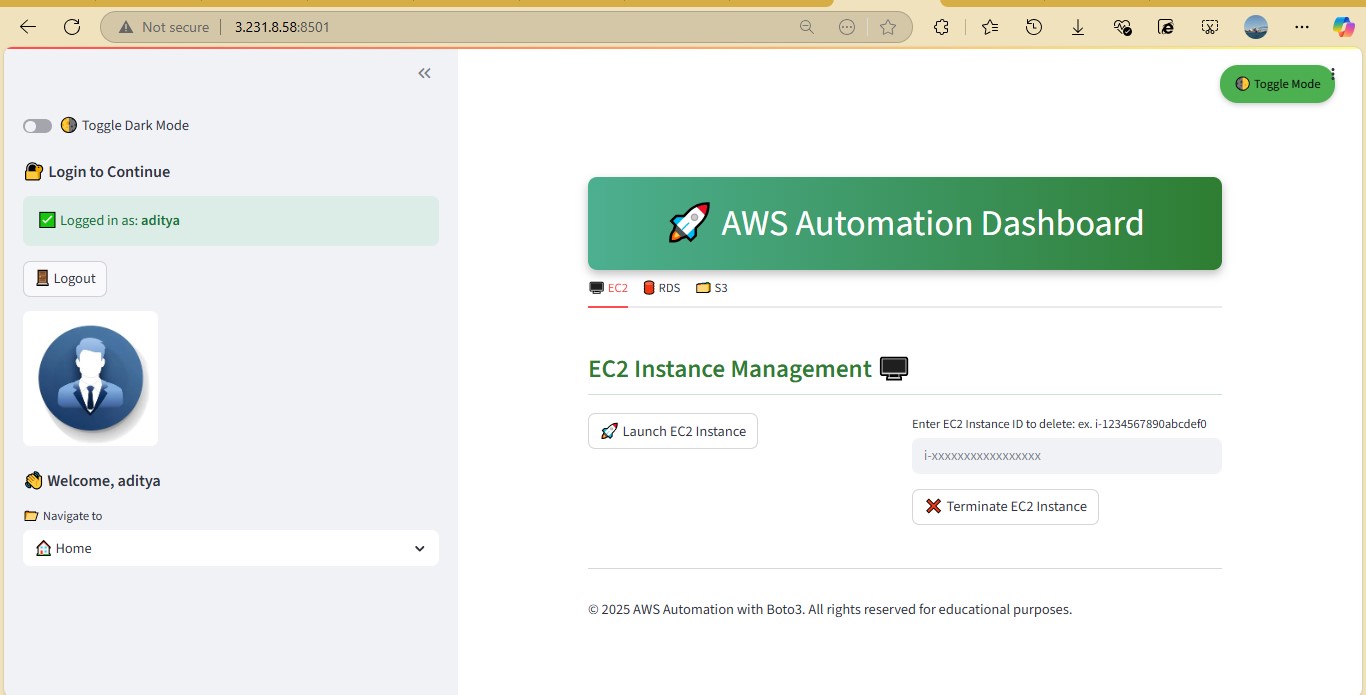 Not secure
3.231.8.58:8501
Toggle Mode
Toggle Dark Mode
Login to Continue
Logged in as: aditya
Logout
Welcome, aditya
Navigate to
Home
AWS Automation Dashboard
EC2 RDS S3
EC2 Instance Management
Launch EC2 Instance
Enter EC2 Instance ID to delete: ex. i-1234567890abcdef0
i-xxxxxxxxxxxxxxxxx
Terminate EC2 Instance
© 2025 AWS Automation with Boto3. All rights reserved for educational purposes.